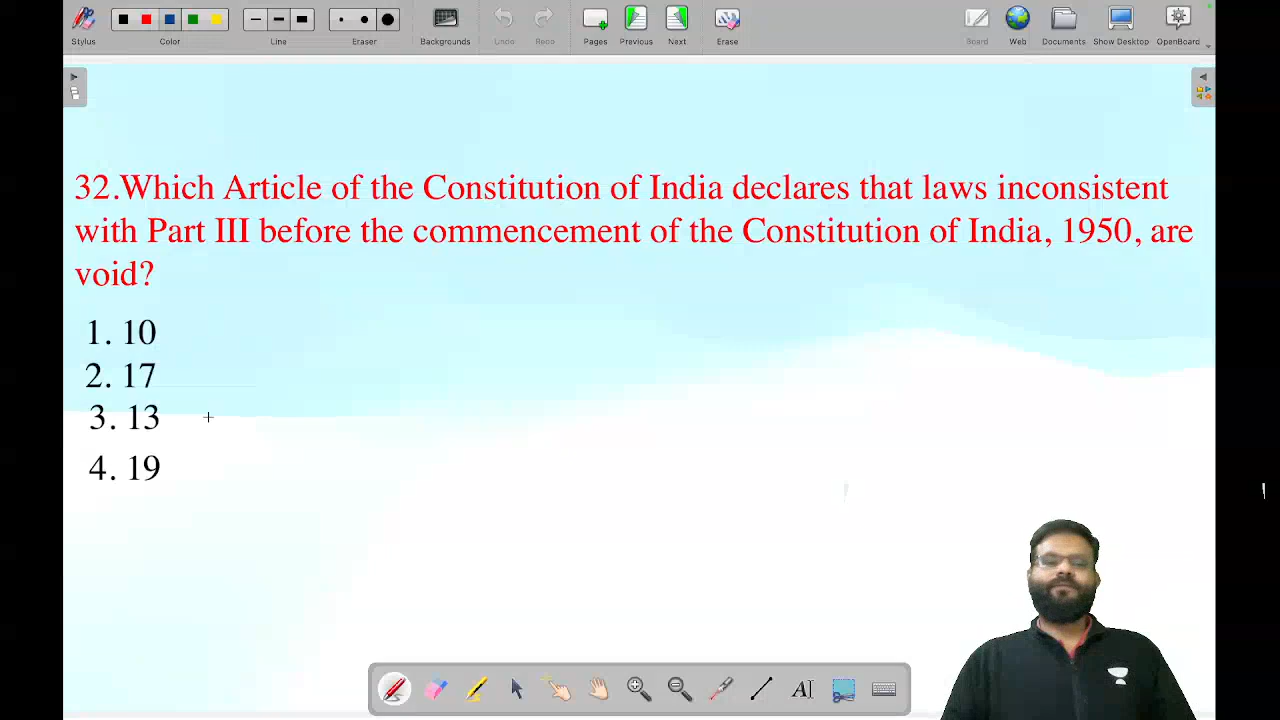 Stylus Color Line Eraser Backgrounds Undo Redo Pages Previous Next Erase Board Web Documents Show Desktop OpenBoard
32.Which Article of the Constitution of India declares that laws inconsistent
with Part III before the commencement of the Constitution of India, 1950, are
void?
1. 10
2. 17
3. 13
4. 19